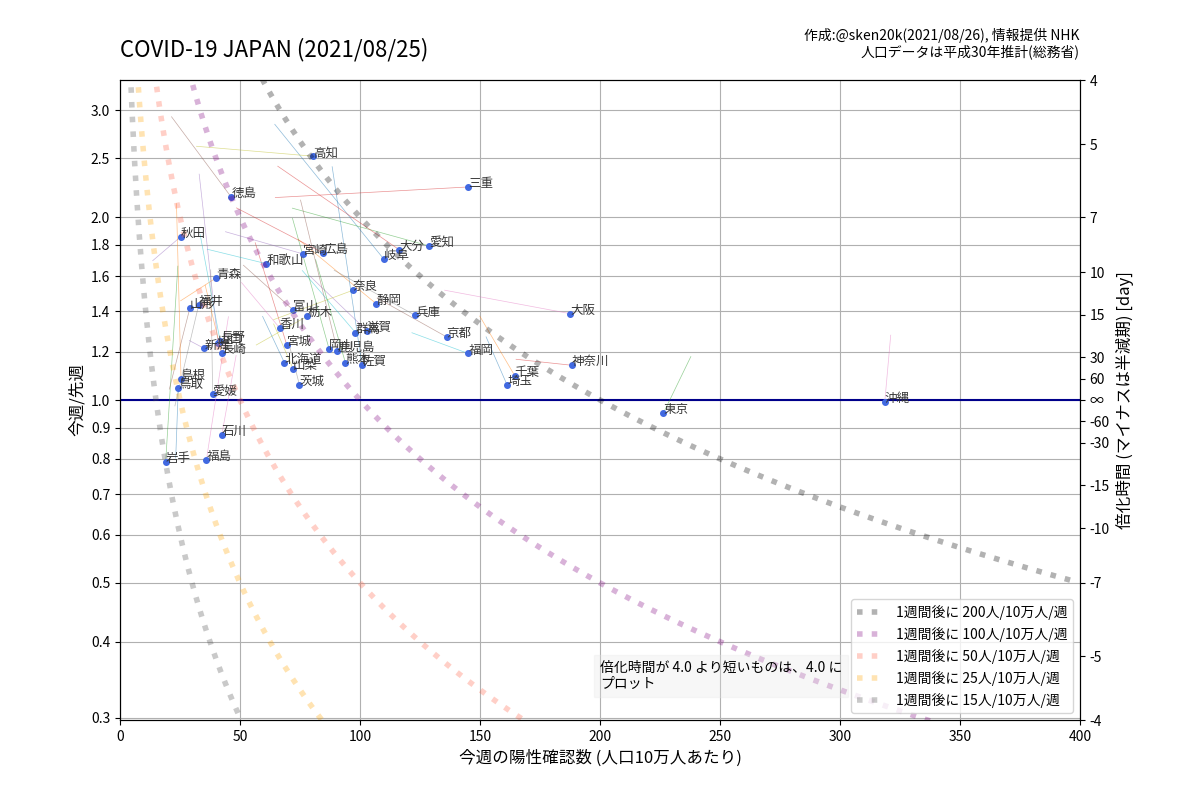 COVID-19 JAPAN (2021/08/25)
作成:@sken20k(2021/08/26), 情報提供 NHK
人口データは平成30年推計(総務省)
今週/先週
3.0
2.5
2.0
1.8
1.6
1.4
1.2
1.0
0.9
0.8
0.7
0.6
0.5
0.4
0.3
4
5
7
10
15
30
60
∞
-60
-30
-15
-10
-7
-5
-4
倍化時間 (マイナスは半減期) [day]
高知
三重
徳島
秋田
愛知
大分
宮崎
広島
岐阜
和歌山
青森
奈良
静岡
福井
山形
富山
栃木
兵庫
大阪
香川
滋賀
群馬
京都
長野
新潟
宮城
長崎
岡山
鹿児島
福岡
北海道
熊本
佐賀
山梨
神奈川
千葉
島根
鳥取
茨城
埼玉
愛媛
沖縄
東京
石川
岩手
福島
倍化時間が 4.0 より短いものは、4.0 に
プロット
1週間後に 200人/10万人/週
1週間後に 100人/10万人/週
1週間後に 50人/10万人/週
1週間後に 25人/10万人/週
1週間後に 15人/10万人/週
0 50 100 150 200 250 300 350 400
今週の陽性確認数 (人口10万人あたり)